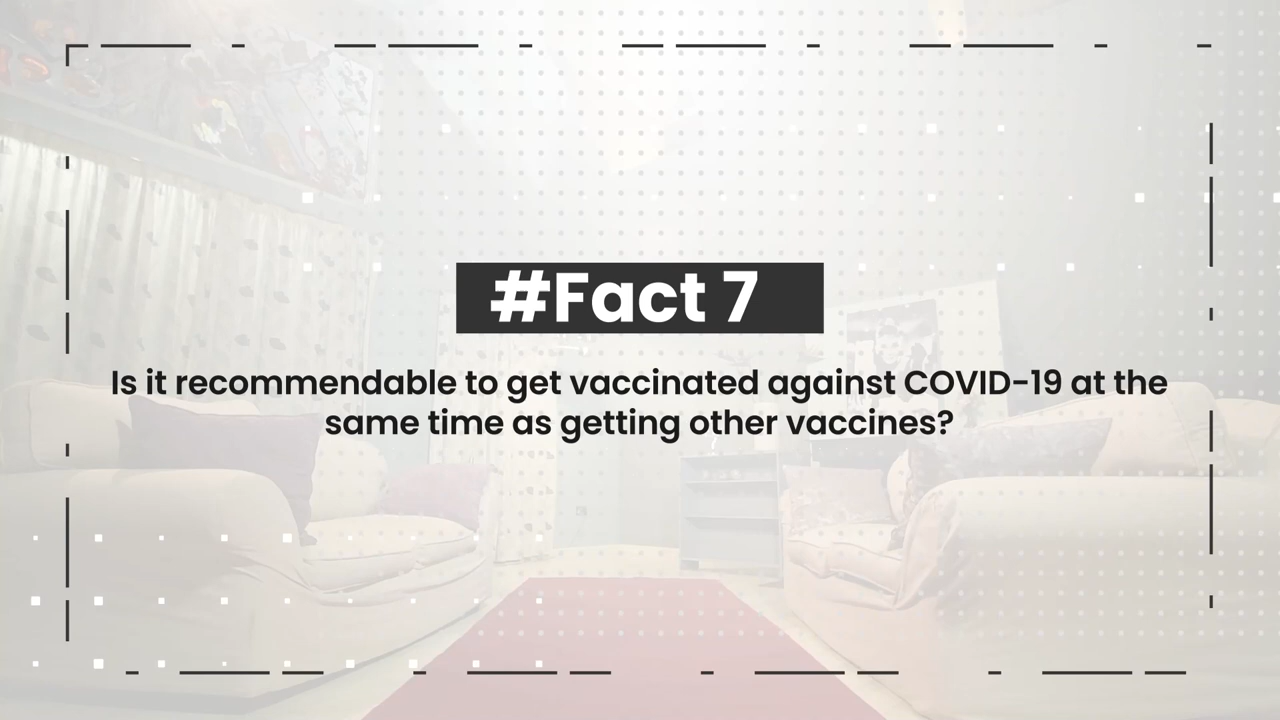 #Fact 7
Is it recommendable to get vaccinated against COVID-19 at the
same time as getting other vaccines?